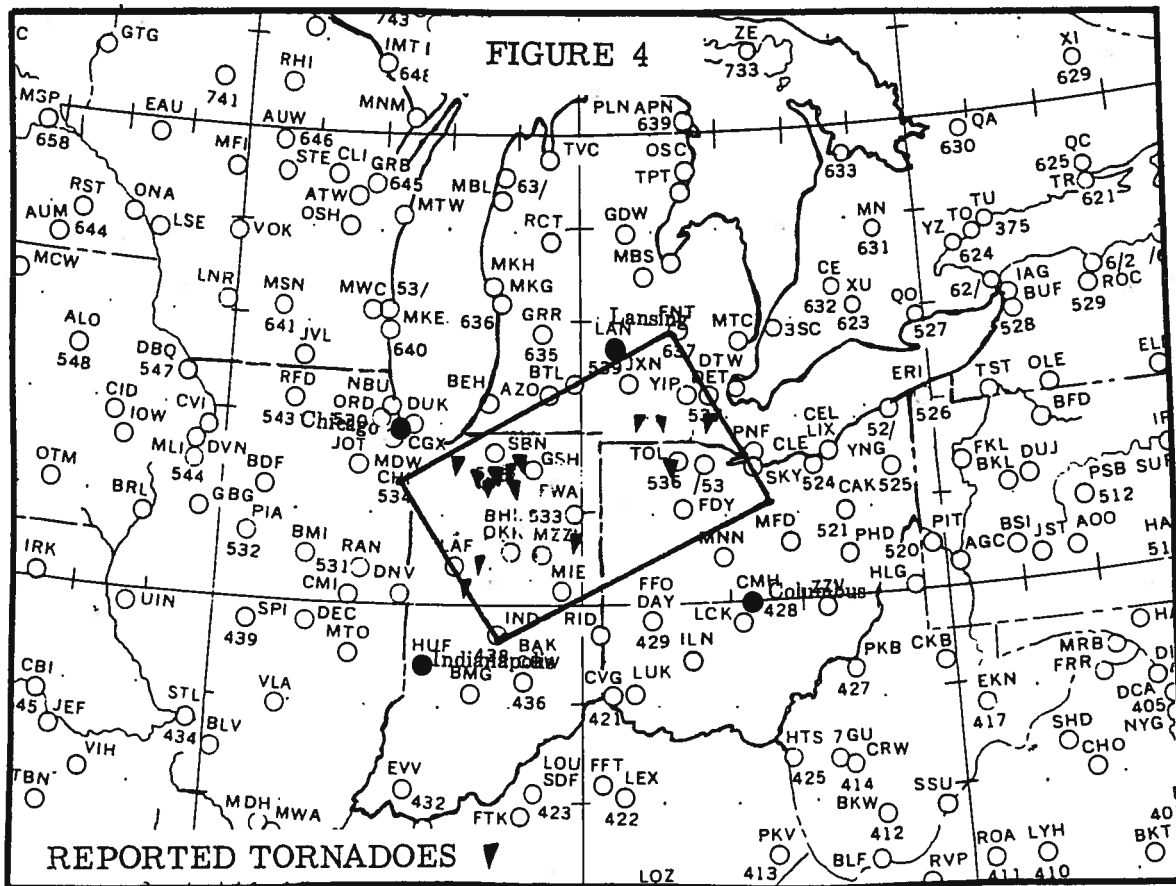 743
ZE
733
XI
629
C
GTG
IMT
FIGURE 4
RHI
648
741
MSP
658
EAU
MNM
PLN APN
639
QA
630
AUW
646
MFI
STE CLI
GRB
645
ATW
OSH
TVC
OSC
TPT
633
QC
625
TR
621
RST
ONA
AUM
644
LSE
VOK
MTW
MBL
63/
RCT
GDW
MBS
MN
631
TU
TO
375
YZ
624
MCW
LNR
MSN
641
MWC
53/
MKE
640
MKH
MKG
636
GRR
635
Lansing
LAN
539
FNT
637
MTC
3SC
CE
632
XU
623
QO
527
62/
IAG
BUF
528
6/2
ROC
529
ALO
548
JVL
DBQ
547
RFD
543
NBU
ORD
530
DUK
Chicago
CGX
BEH
AZO
BTL
JXN
YIP
DTW
DET
ERI
526
TST
OLE
BFD
CID
IOW
CVI
MLI
DVN
544
JOT
MDW
534
SBN
GSH
TOL
536
/53
PNF
CLE
SKY
CEL
LIX
524
52/
YNG
525
FKL
BKL
DUJ
PSB
512
OTM
BRL
GBG
BDF
PIA
532
FWA
533
FDY
CAK
521
MFD
PHD
PIT
520
AGC
BSI
JST
AOO
IRK
BMI
RAN
531
LAF
MZZ
MNN
CMI
DNV
MIE
FFO
DAY
429
CMH
Columbus
428
ZZV
HLG
UIN
SPI
439
DEC
MTO
IND
438
RID
LCK
ILN
HUF
Indianapolis
BAK
BMG
436
CVG
421
LUK
PKB
427
CKB
MRB
FRR
CBI
JEF
STL
434
VLA
EKN
417
DCA
405
NYG
VIH
BLV
EVV
432
LOU
SDF
423
FFT
LEX
422
HTS
425
7GU
CRW
414
SHD
CHO
SSU
TBN
MDH
MWA
FTK
BKW
412
REPORTED TORNADOES
LOZ
PKV
413
BLF
RVP
ROA
411
LYH
410
BKT